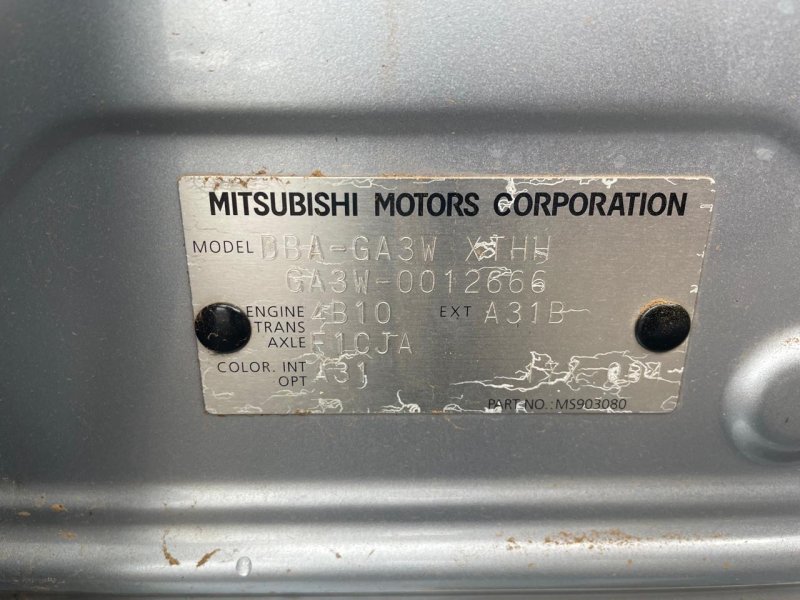 MITSUBISHI MOTORS CORPORATION
MODEL DBA-GA3W XTHH
GA3W-0012666
ENGINE 4B10 EXT A31B
TRANS
AXLE F1CJA
COLOR. INT A31
OPT
PART NO.: MS903080